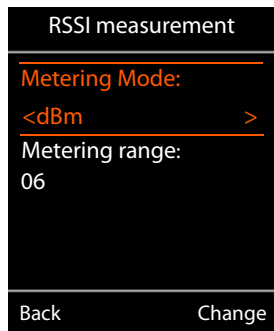 RSSI measurement
Metering Mode:
<dBm >
Metering range:
06
Back Change